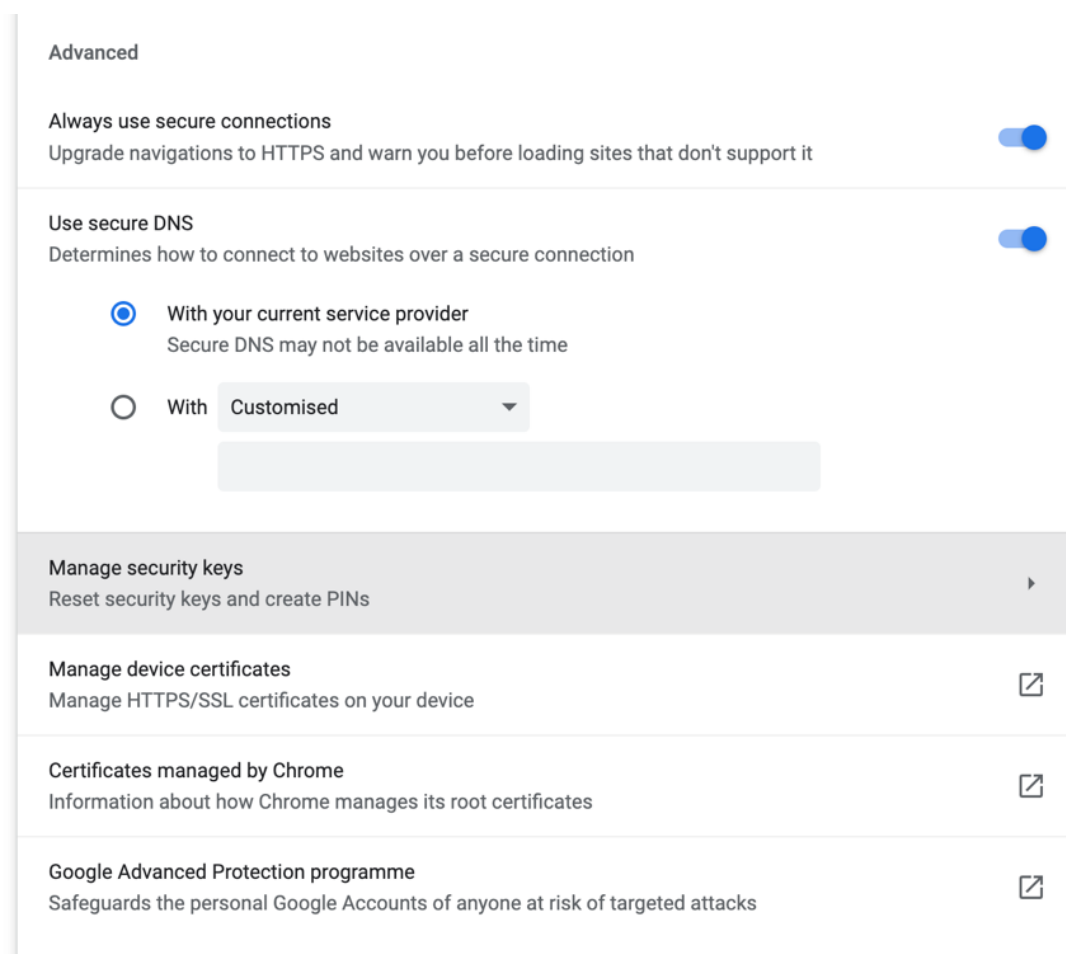 Advanced
Always use secure connections
Upgrade navigations to HTTPS and warn you before loading sites that don't support it
Use secure DNS
Determines how to connect to websites over a secure connection
With your current service provider
Secure DNS may not be available all the time
With Customised
Manage security keys
Reset security keys and create PINs
Manage device certificates
Manage HTTPS/SSL certificates on your device
Certificates managed by Chrome
Information about how Chrome manages its root certificates
Google Advanced Protection programme
Safeguards the personal Google Accounts of anyone at risk of targeted attacks